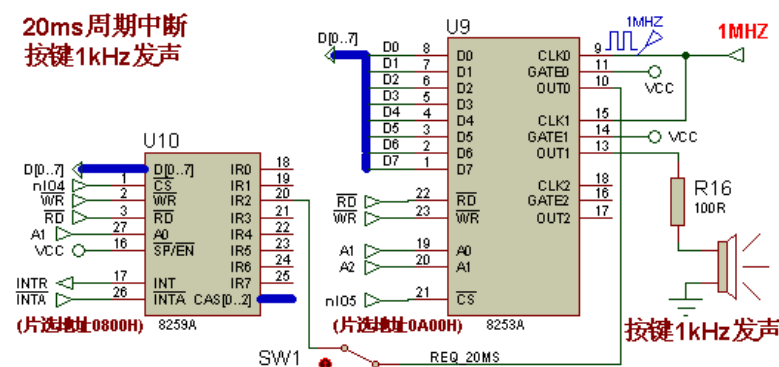 20ms周期中断
按键1kHz发声
U10
D[0..7]
nIO4
WR
RD
A1
VCC
INTR
INTA
1
2
3
27
16
17
26
D[0..7]
CS
WR
RD
A0
SP/EN
INT
INTA
CAS[0..2]
IR0
IR1
IR2
IR3
IR4
IR5
IR6
IR7
18
19
20
21
22
23
24
25
(片选地址0800H)
8259A
U9
D[0..7]
D0
D1
D2
D3
D4
D5
D6
D7
8
7
6
5
4
3
2
1
D0
D1
D2
D3
D4
D5
D6
D7
RD
WR
A1
A2
nIO5
22
23
19
20
21
RD
WR
A0
A1
CS
CLK0
GATE0
OUT0
CLK1
GATE1
OUT1
CLK2
GATE2
OUT2
9
11
10
15
14
13
18
16
17
1MHZ
1MHZ
VCC
VCC
R16
100R
(片选地址0A00H)
8253A
按键1kHz发声
SW1
REQ_20MS